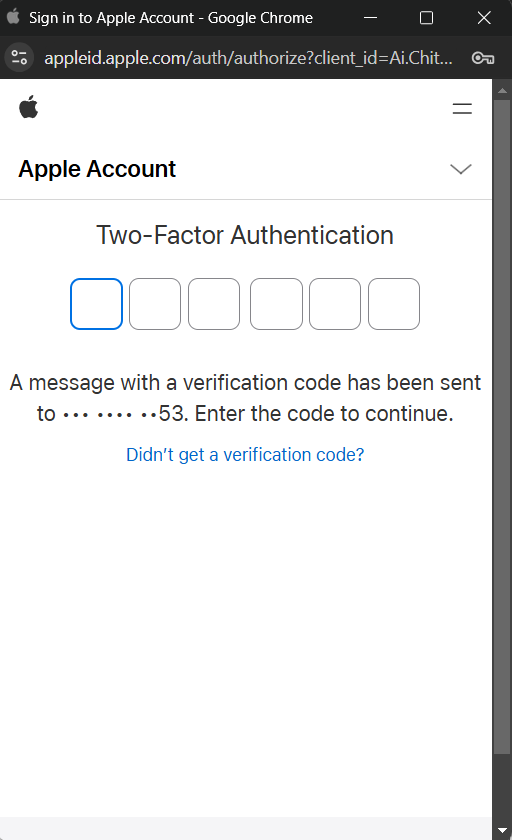 Sign in to Apple Account - Google Chrome
appleid.apple.com/auth/authorize?client_id=Ai.Chit...
Apple Account
Two-Factor Authentication
A message with a verification code has been sent
to ••• •••• ••53. Enter the code to continue.
Didn't get a verification code?